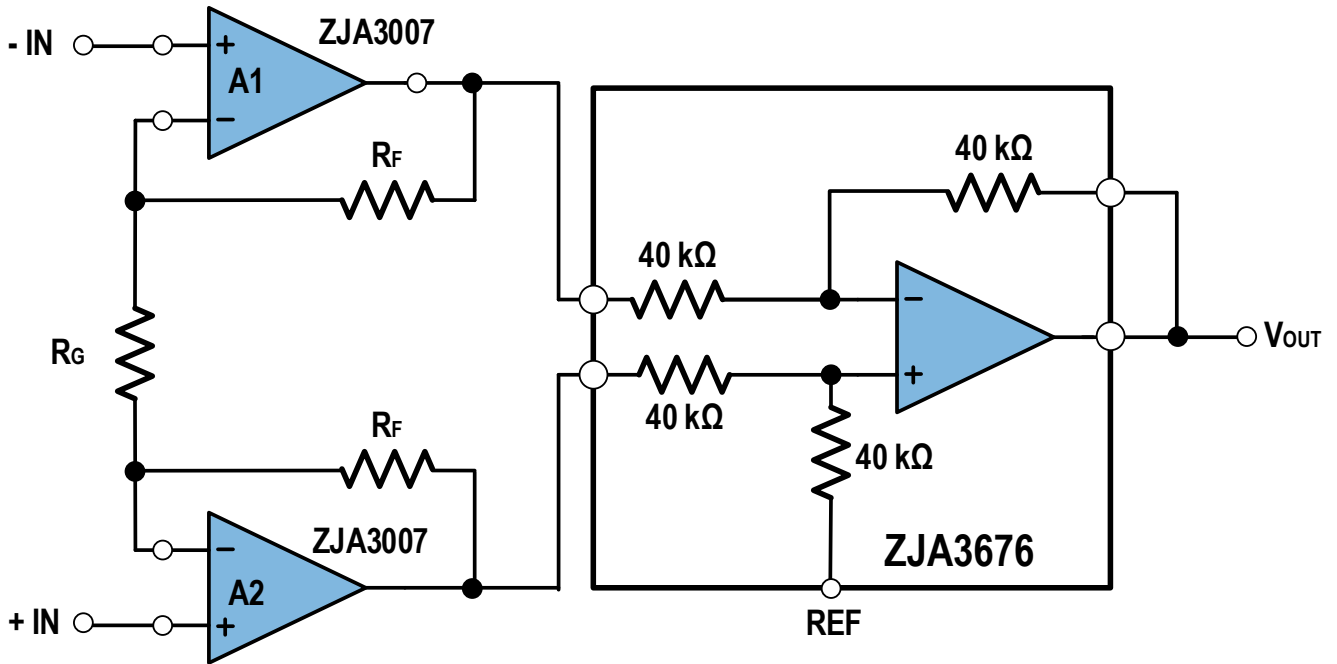 - IN
ZJA3007
+
A1
−
RF
40 kΩ
40 kΩ
−
RG
VOUT
+
40 kΩ
RF
40 kΩ
ZJA3007
−
ZJA3676
A2
+ IN
+
REF